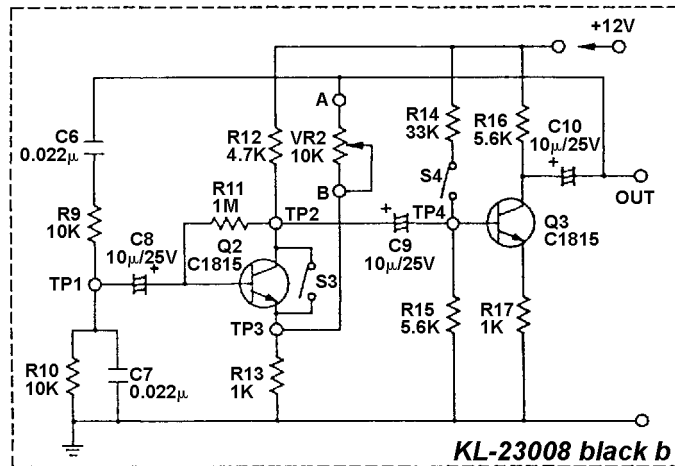 +12V
A
C6
0.022μ
R12
4.7K
VR2
10K
R14
33K
R16
5.6K
C10
10μ/25V
S4
B
OUT
R9
10K
R11
1M
C8
10μ/25V
TP2
TP4
Q3
C1815
Q2
C1815
C9
10μ/25V
S3
TP1
TP3
R15
5.6K
R17
1K
R10
10K
C7
0.022μ
R13
1K
KL-23008 black b